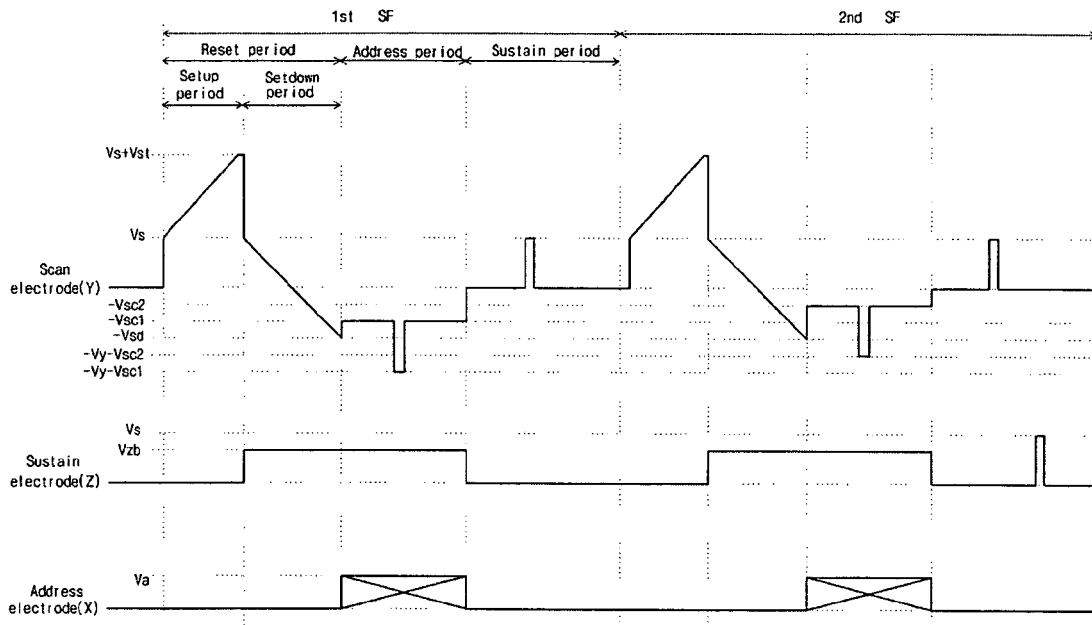 1st SF
2nd SF
Reset period
Address period
Sustain period
Setup
period
Setdown
period
Vs+Vst
Vs
Scan
electrode(Y)
-Vsc2
-Vsc1
-Vsd
-Vy-Vsc2
-Vy-Vsc1
Vs
Vzb
Sustain
electrode(Z)
Va
Address
electrode(X)